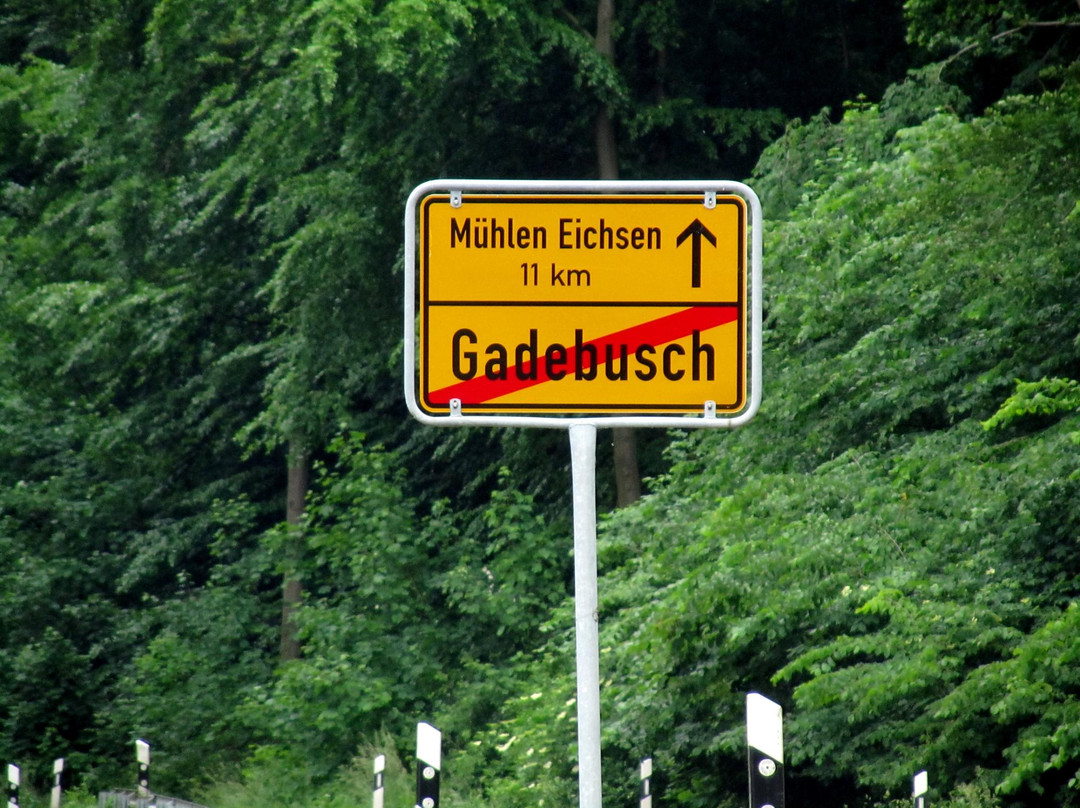 Mühlen Eichsen
11 km
Gadebusch